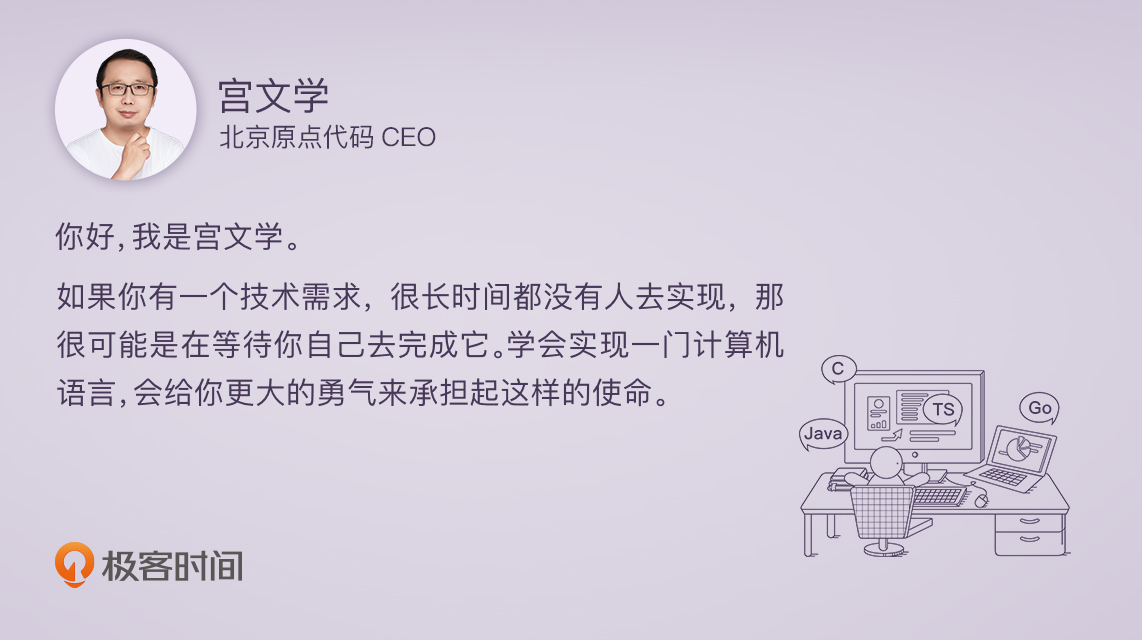 宫文学
北京原点代码 CEO
你好，我是宫文学。
如果你有一个技术需求，很长时间都没有人去实现，那
很可能是在等待你自己去完成它。学会实现一门计算机
语言，会给你更大的勇气来承担起这样的使命。
C
TS
Go
Java
极客时间